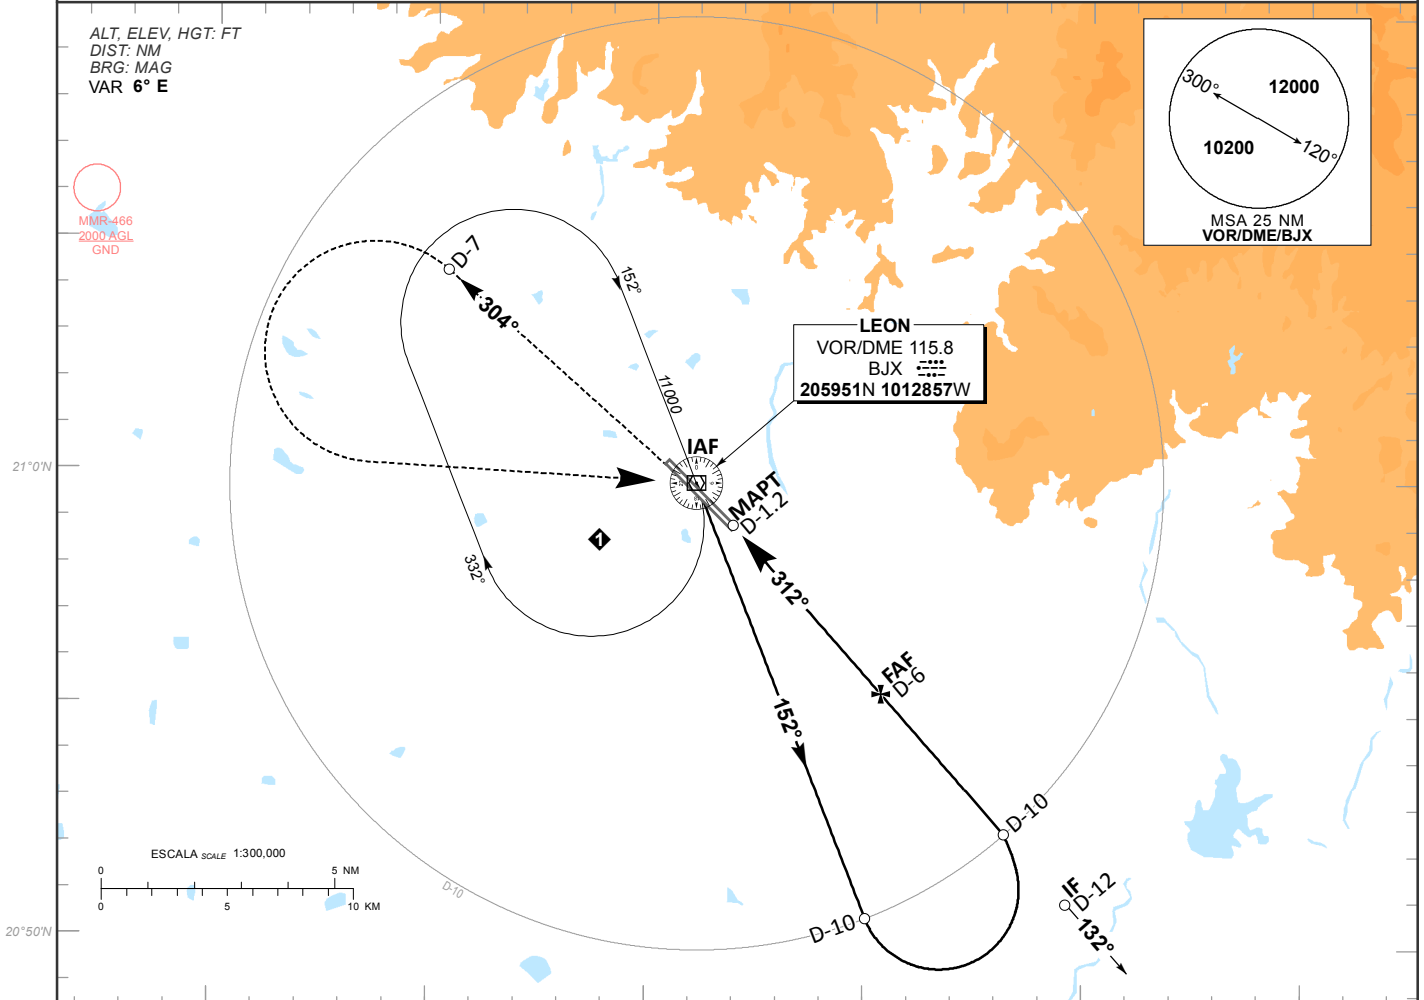 ALT, ELEV, HGT: FT
DIST: NM
BRG: MAG
VAR 6° E
MMR-466
2000 AGL
GND
300°
12000
10200
120°
MSA 25 NM
VOR/DME/BJX
D-7
304°
152°
11000
LEON
VOR/DME 115.8
BJX
205951N 1012857W
IAF
MAPT
D-1.2
21°0'N
1
332°
312°
FAF
D-6
152°
D-10
D-10
IF
D-12
132°
D-10
ESCALA SCALE 1:300,000
0 5 NM
0 5 10 KM
20°50'N